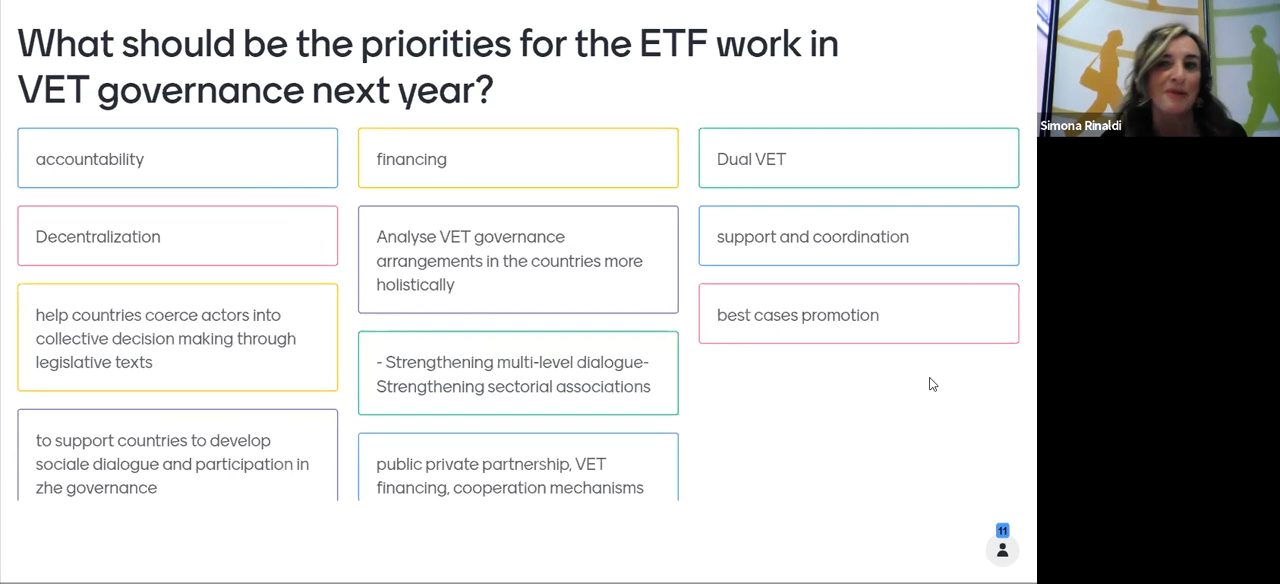 What should be the priorities for the ETF work in
VET governance next year?
accountability
Decentralization
help countries coerce actors into
collective decision making through
legislative texts
to support countries to develop
sociale dialogue and participation in
zhe governance
financing
Analyse VET governance
arrangements in the countries more
holistically
- Strengthening multi-level dialogue-
Strengthening sectorial associations
public private partnership, VET
financing, cooperation mechanisms
Dual VET
support and coordination
best cases promotion
11
Simona Rinaldi